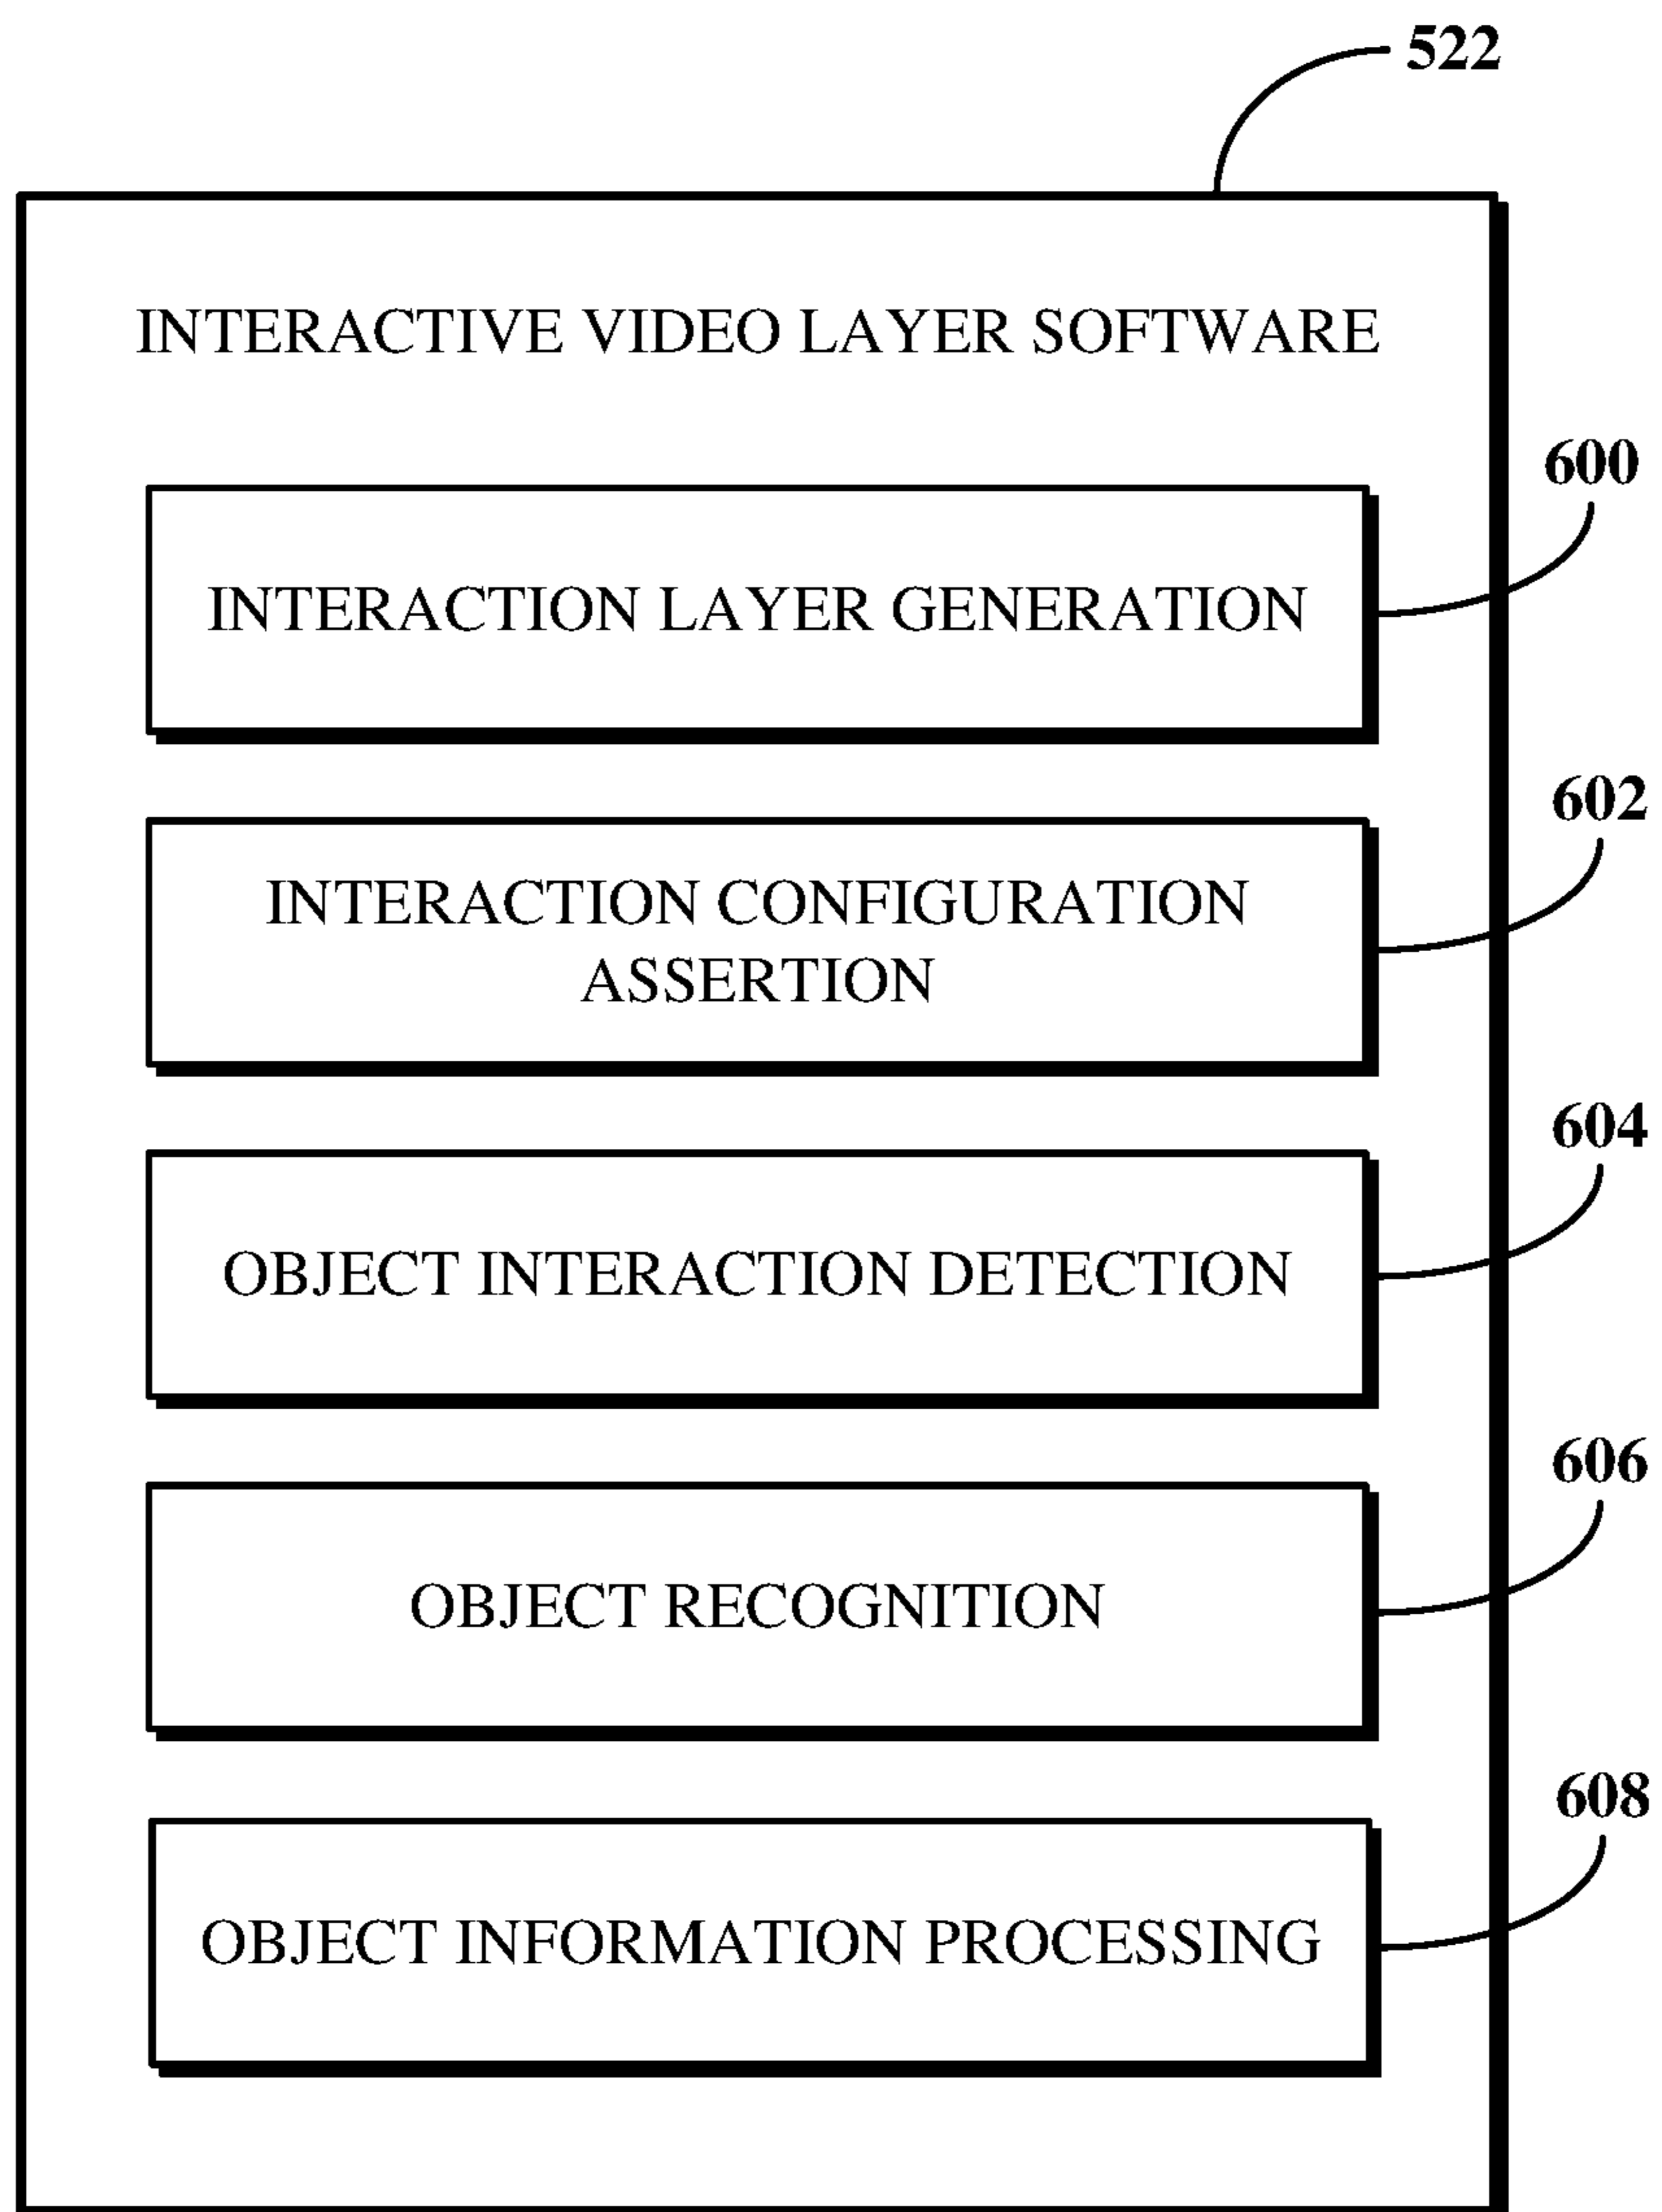 522
INTERACTIVE VIDEO LAYER SOFTWARE
600
INTERACTION LAYER GENERATION
602
INTERACTION CONFIGURATION
ASSERTION
604
OBJECT INTERACTION DETECTION
606
OBJECT RECOGNITION
608
OBJECT INFORMATION PROCESSING